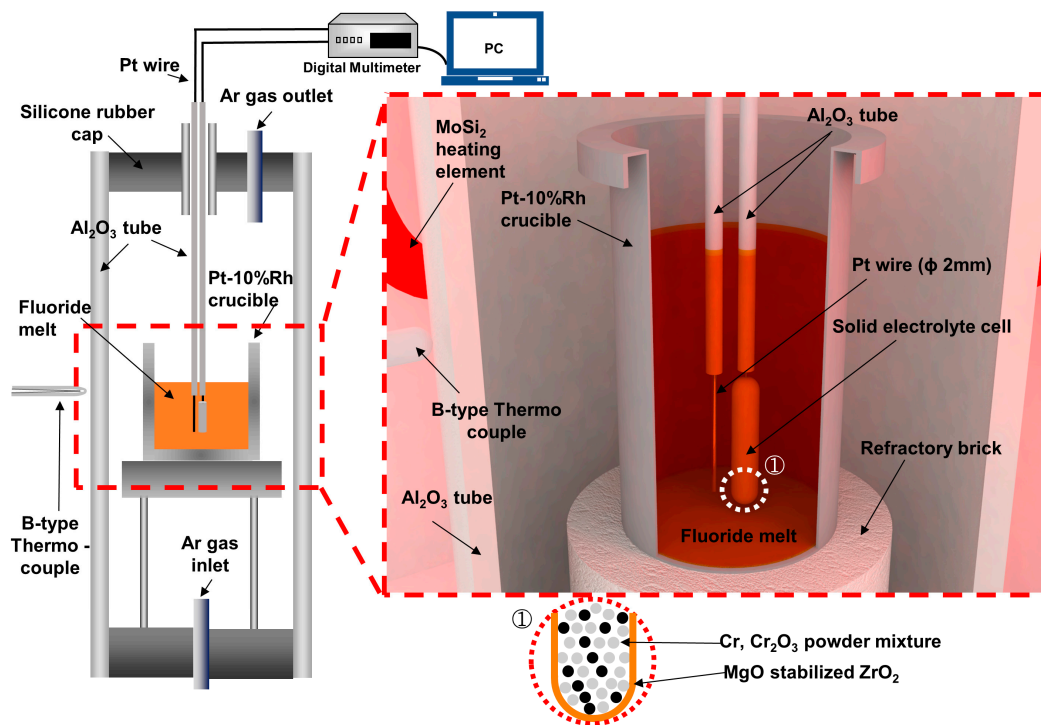 PC
Digital Multimeter
Pt wire
Ar gas outlet
Silicone rubber
cap
Al₂O₃ tube
Pt-10%Rh
crucible
Fluoride
melt
B-type
Thermo -
couple
Ar gas
inlet
MoSi₂
heating
element
Al₂O₃ tube
Pt-10%Rh
crucible
Pt wire (ϕ 2mm)
Solid electrolyte cell
B-type Thermo
couple
Refractory brick
①
Al₂O₃ tube
Fluoride melt
①
Cr, Cr₂O₃ powder mixture
MgO stabilized ZrO₂